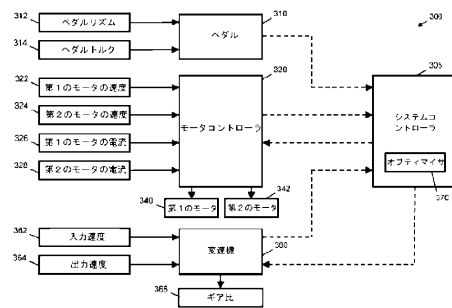 312
ペダルリズム
310
ペダル
314
ペダルトルク
300
305
システムコ
ントローラ
オプティマイザ
370
322
第1のモータの速度
320
モータコントローラ
324
第2のモータの速度
326
第1のモータの電流
328
第2のモータの電流
340
第1のモータ
342
第2のモータ
362
入力速度
360
変速機
364
出力速度
366
ギア比